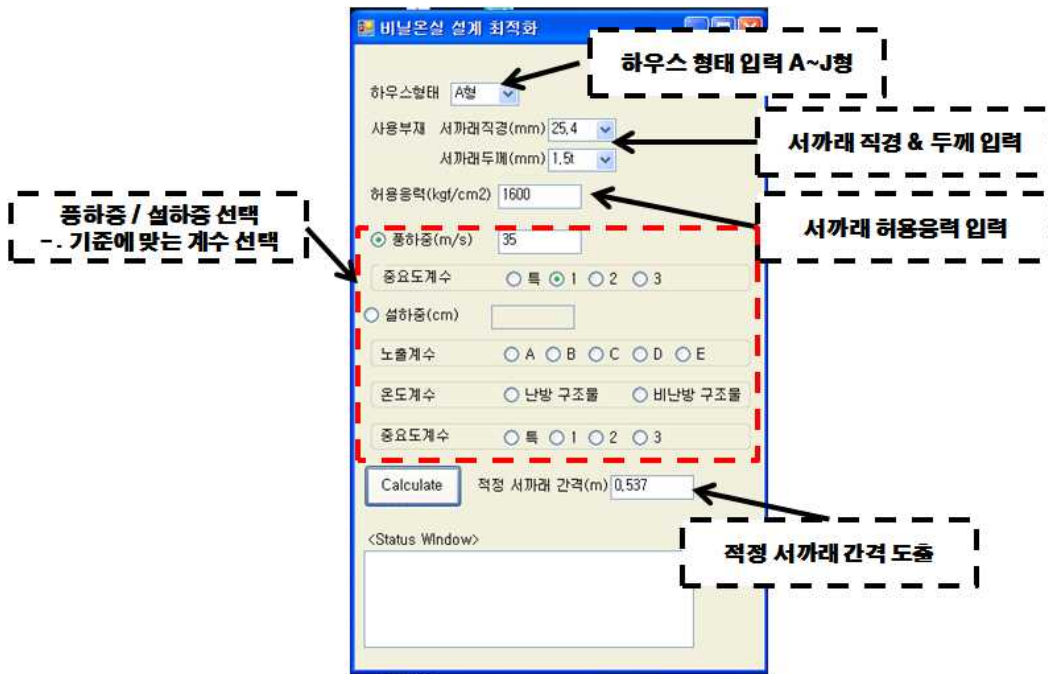 비닐온실 설계 최적화
하우스 형태 입력 A~J형
하우스형태 A형
사용부재 서까래직경(mm) 25.4
서까래 직경 & 두께 입력
서까래두께(mm) 1.5t
허용응력(kgf/cm2) 1600
서까래 허용응력 입력
풍하중 / 설하중 선택
-. 기준에 맞는 계수 선택
풍하중(m/s) 35
중요도계수 특 1 2 3
설하중(cm)
노출계수 A B C D E
온도계수 난방 구조물 비난방 구조물
중요도계수 특 1 2 3
Calculate 적정 서까래 간격(m) 0.537
적정 서까래 간격 도출
<Status Window>